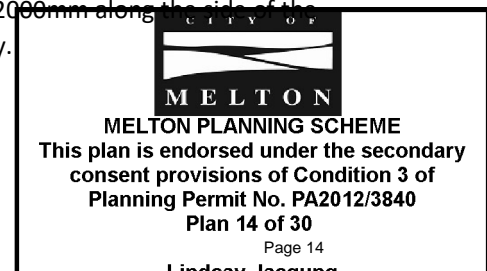 2000mm along the side of the
y.
CITY OF
MELTON
MELTON PLANNING SCHEME
This plan is endorsed under the secondary
consent provisions of Condition 3 of
Planning Permit No. PA2012/3840
Plan 14 of 30
Page 14